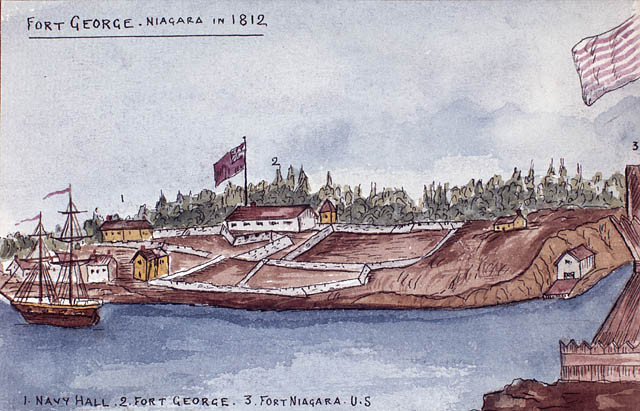 FORT GEORGE. NIAGARA IN 1812
2
3
1
1. NAVY HALL. 2. FORT GEORGE. 3. FORT NIAGARA. U.S